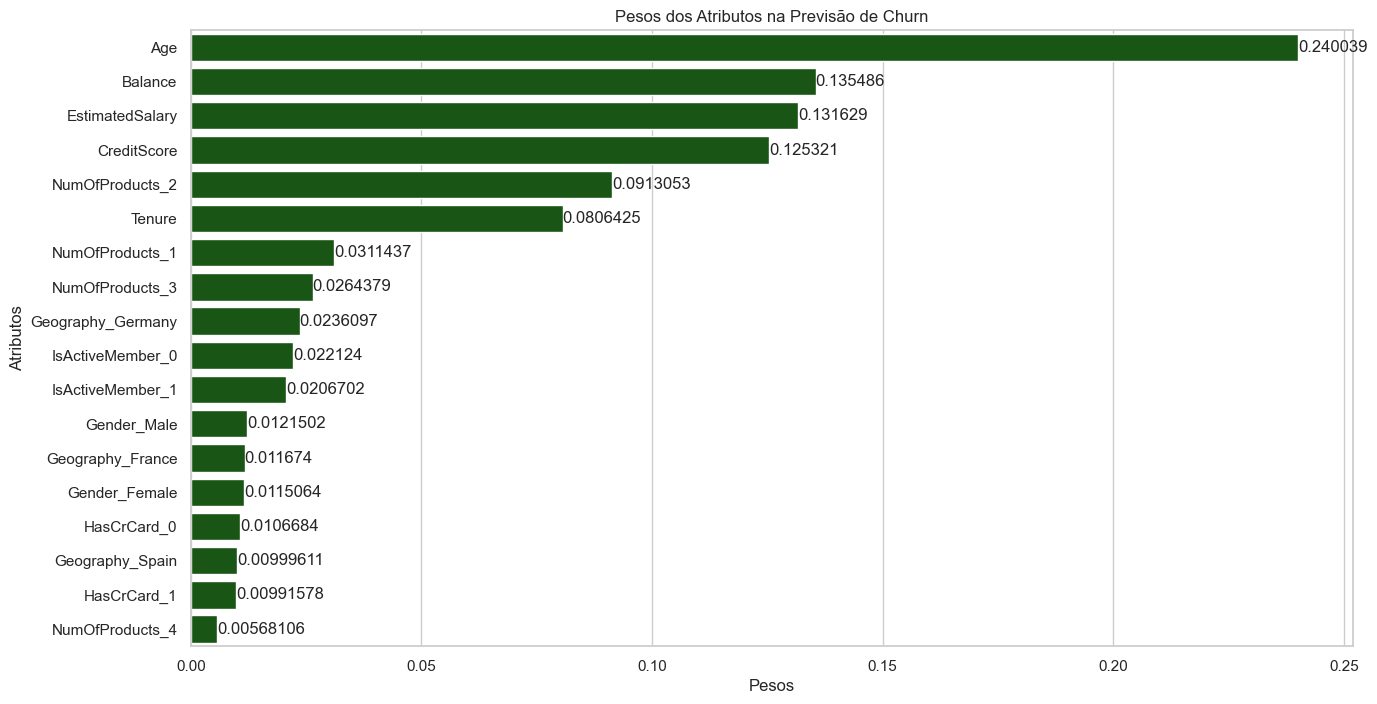 Pesos dos Atributos na Previsão de Churn
Atributos
Age 0.240039
Balance 0.135486
EstimatedSalary 0.131629
CreditScore 0.125321
NumOfProducts_2 0.0913053
Tenure 0.0806425
NumOfProducts_1 0.0311437
NumOfProducts_3 0.0264379
Geography_Germany 0.0236097
IsActiveMember_0 0.022124
IsActiveMember_1 0.0206702
Gender_Male 0.0121502
Geography_France 0.011674
Gender_Female 0.0115064
HasCrCard_0 0.0106684
Geography_Spain 0.00999611
HasCrCard_1 0.00991578
NumOfProducts_4 0.00568106
0.00 0.05 0.10 0.15 0.20 0.25
Pesos